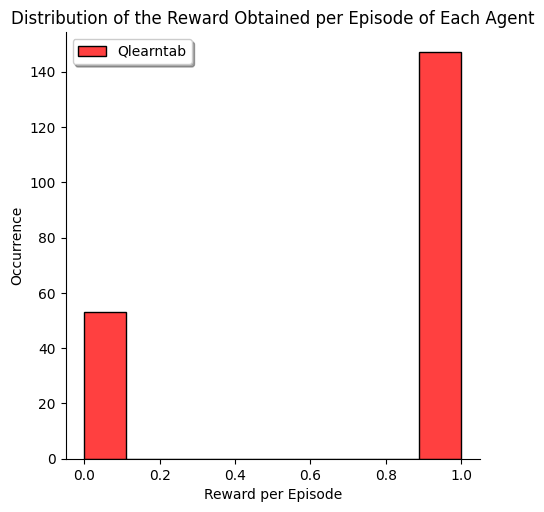 Distribution of the Reward Obtained per Episode of Each Agent
Qlearntab
140
120
100
80
60
40
20
0
Occurrence
0.0 0.2 0.4 0.6 0.8 1.0
Reward per Episode